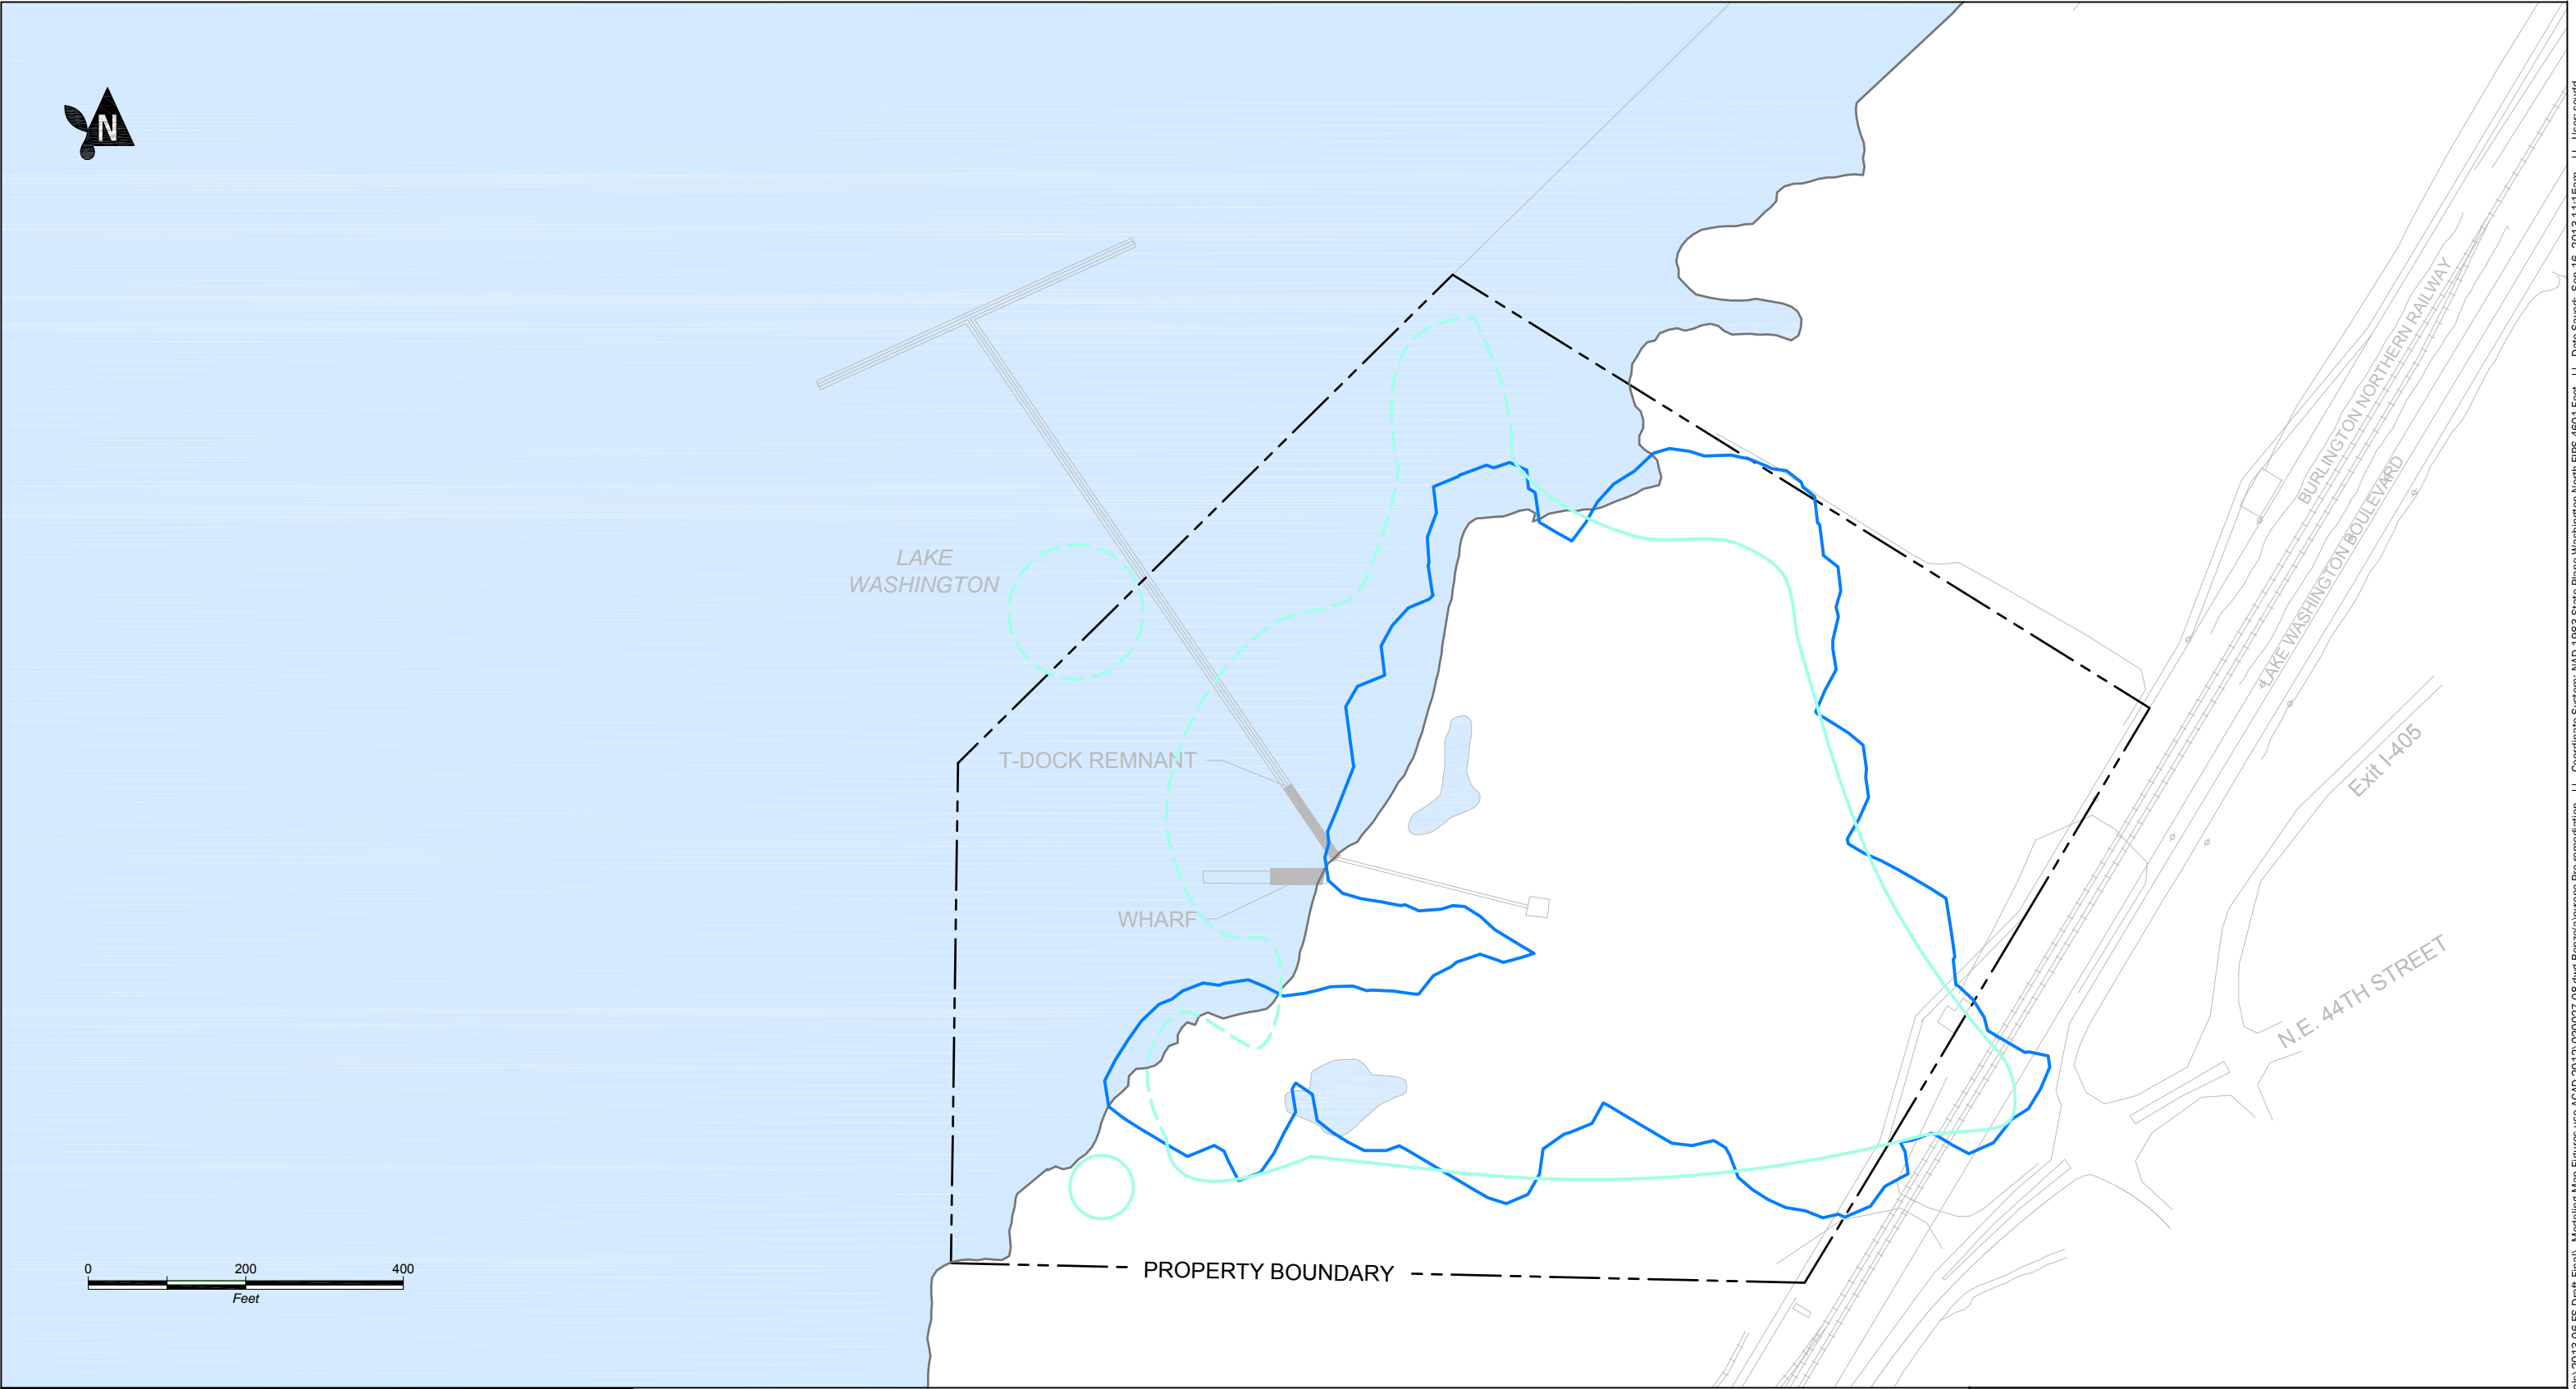 N
LAKE
WASHINGTON
T-DOCK REMNANT
WHARF
BURLINGTON NORTHERN RAILWAY
LAKE WASHINGTON BOULEVARD
Exit I-405
N.E. 44TH STREET
PROPERTY BOUNDARY
0 200 400
Feet